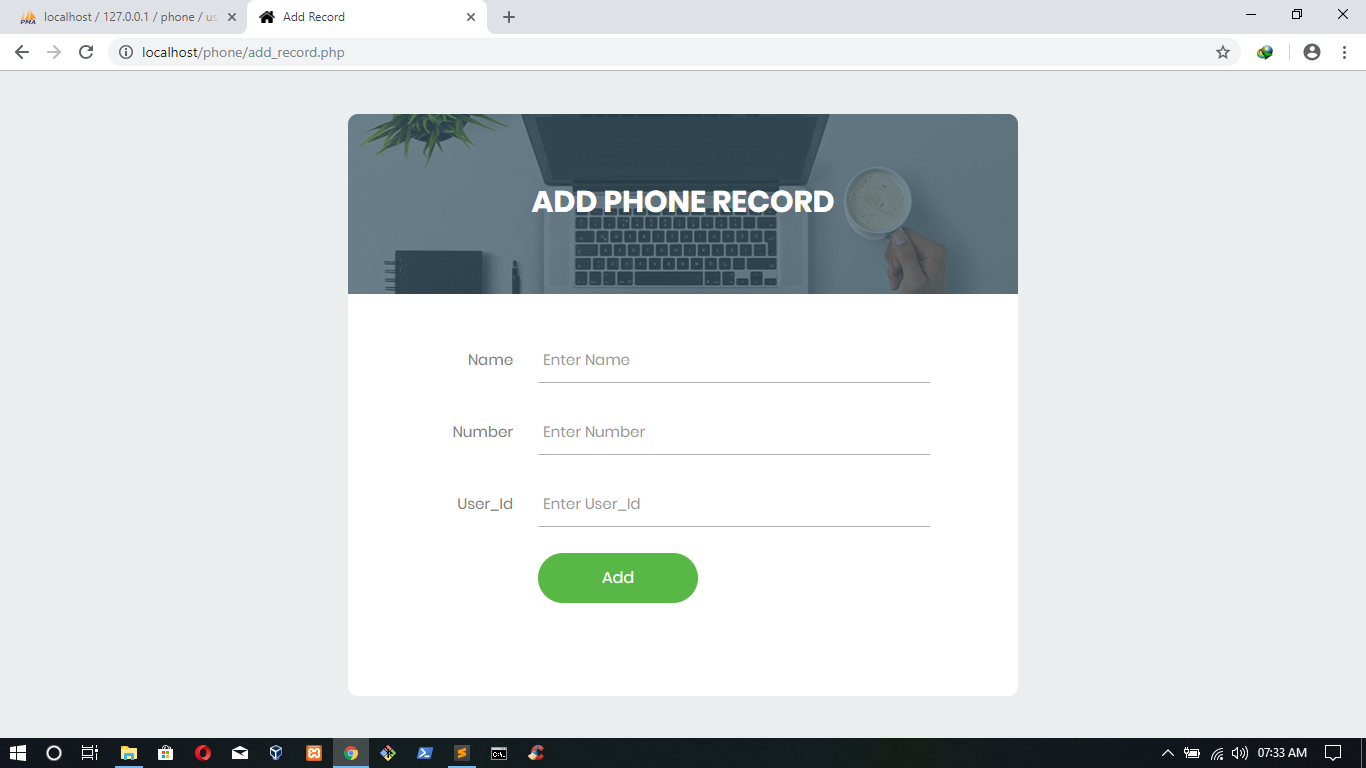 localhost / 127.0.0.1 / phone / us
Add Record
localhost/phone/add_record.php
ADD PHONE RECORD
Name
Enter Name
Number
Enter Number
User_Id
Enter User_Id
Add
07:33 AM